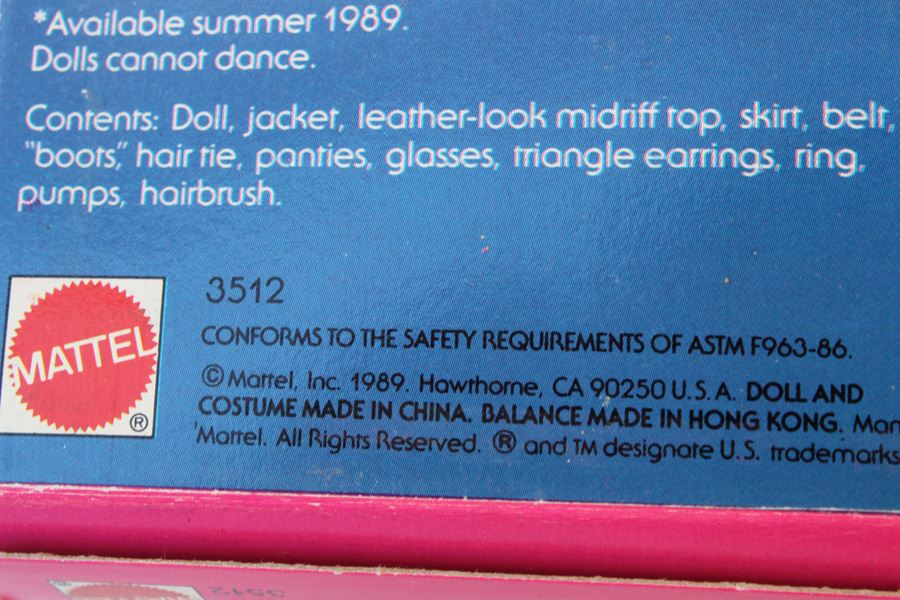 *Available summer 1989.
Dolls cannot dance.
Contents: Doll, jacket, leather-look midriff top, skirt, belt,
"boots," hair tie, panties, glasses, triangle earrings, ring,
pumps, hairbrush.
MATTEL
®
3512
CONFORMS TO THE SAFETY REQUIREMENTS OF ASTM F963-86.
© Mattel, Inc. 1989. Hawthorne, CA 90250 U.S.A. DOLL AND
COSTUME MADE IN CHINA. BALANCE MADE IN HONG KONG. Man
Mattel. All Rights Reserved. ® and TM designate U.S. trademarks
3512